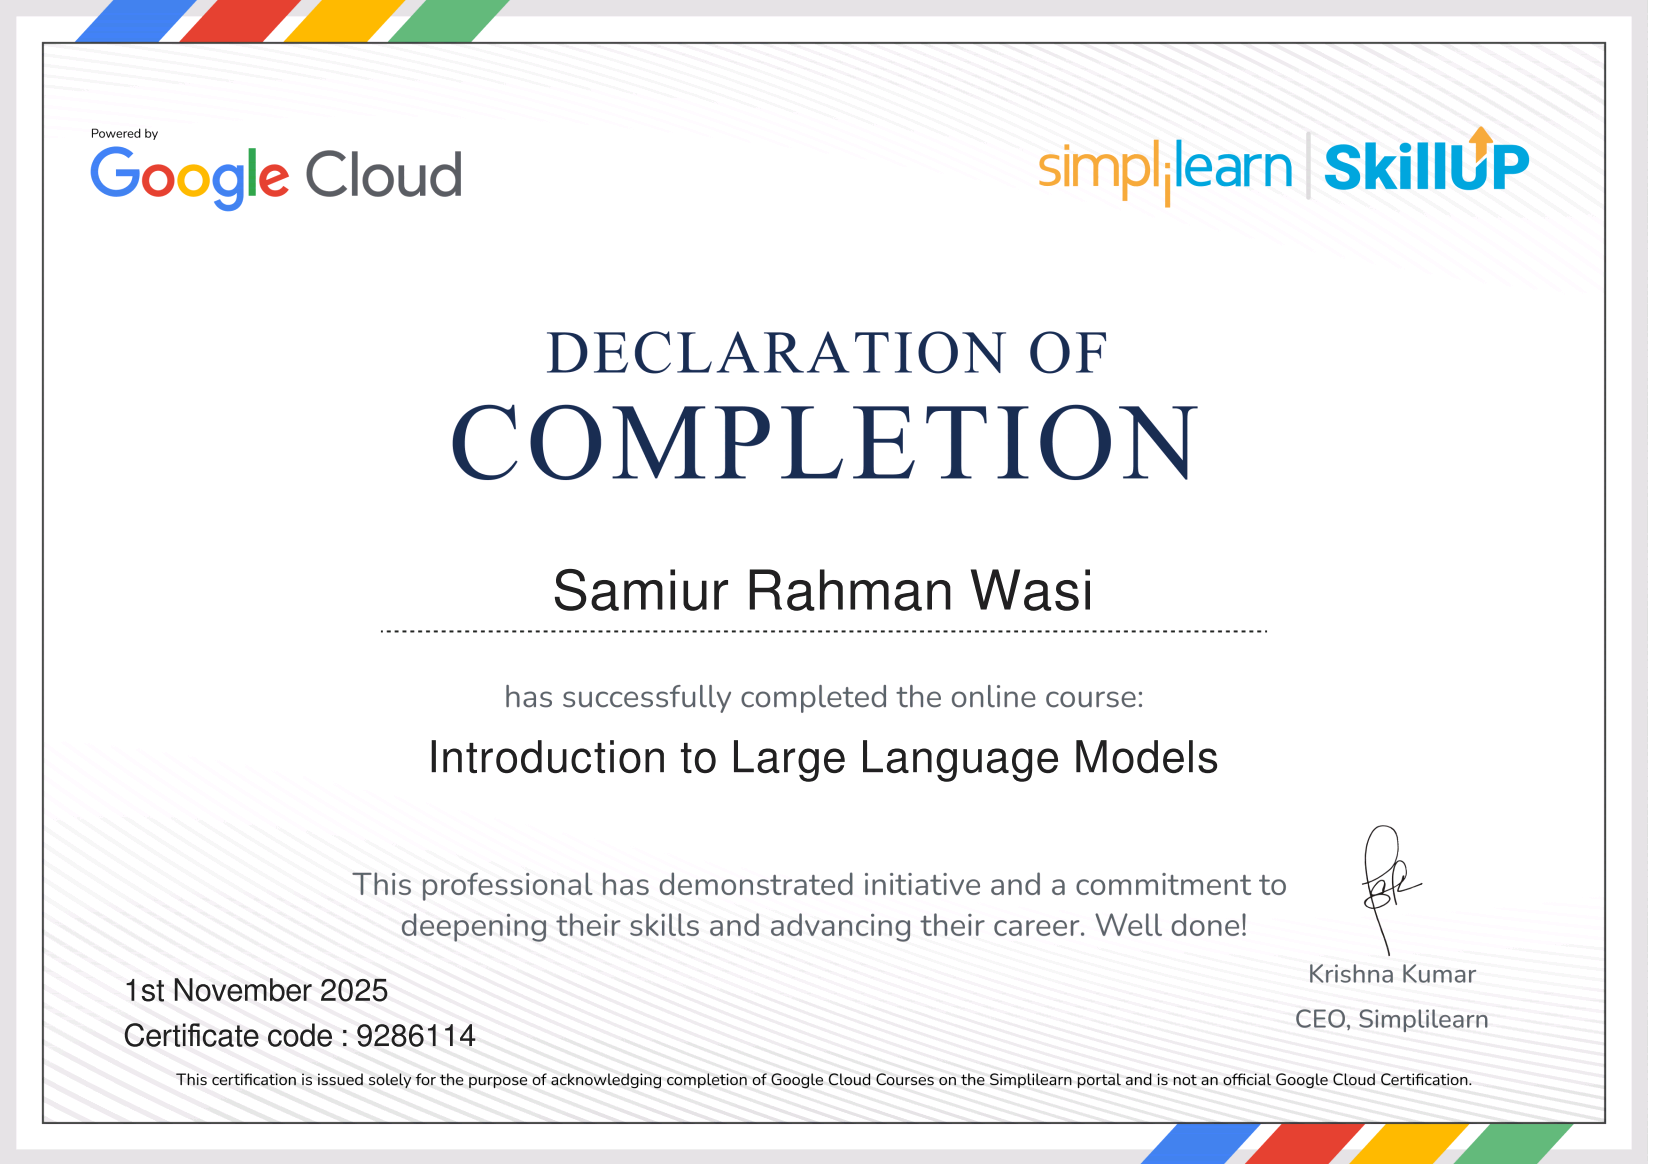 Powered by
Google Cloud
simplilearn | SkillUP
DECLARATION OF
COMPLETION
Samiur Rahman Wasi
has successfully completed the online course:
Introduction to Large Language Models
This professional has demonstrated initiative and a commitment to
deepening their skills and advancing their career. Well done!
Krishna Kumar
CEO, Simplilearn
1st November 2025
Certificate code : 9286114
This certification is issued solely for the purpose of acknowledging completion of Google Cloud Courses on the Simplilearn portal and is not an official Google Cloud Certification.